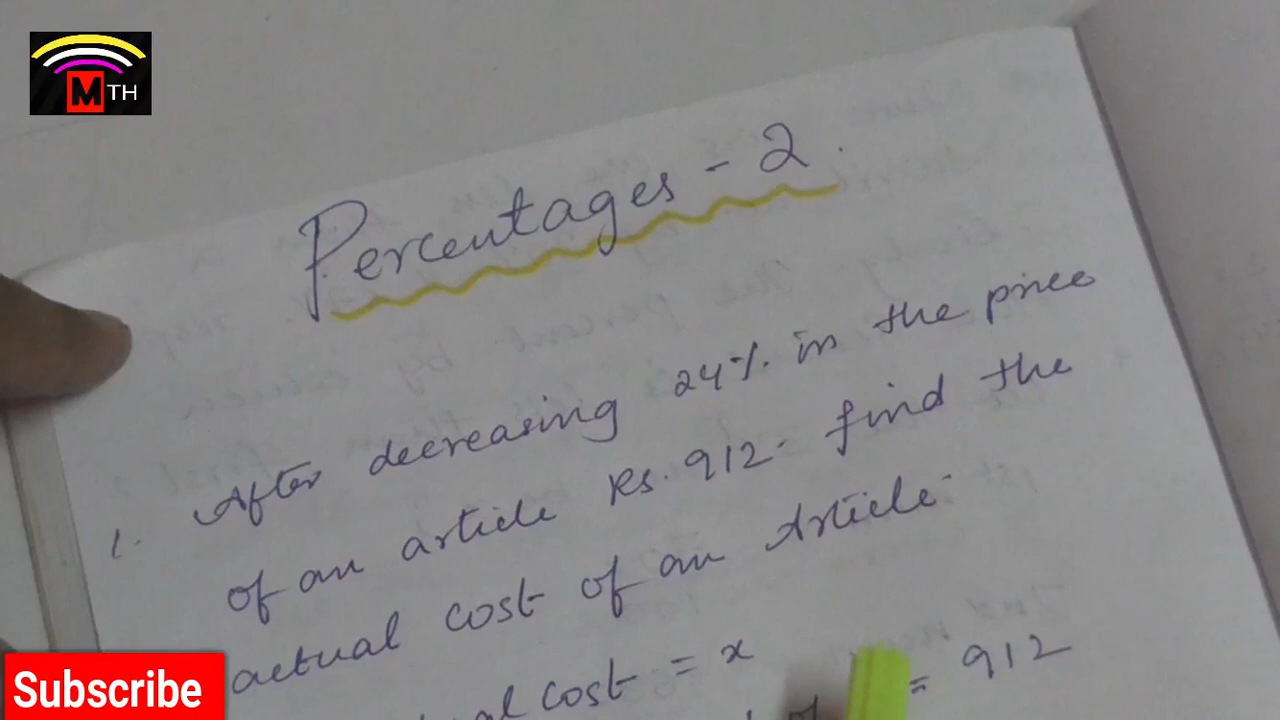 MTH
Percentages - 2.
1. After decreasing 24% in the price
of an article Rs. 912. find the
actual cost of an Article.
cost = x
= 912
Subscribe